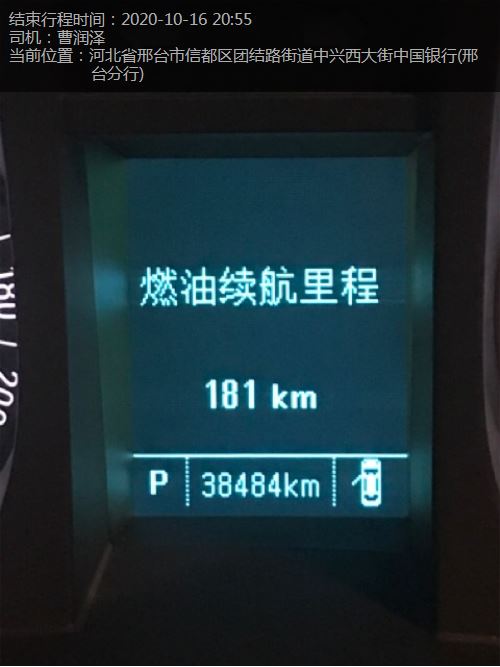 结束行程时间：2020-10-16 20:55
司机：曹润泽
当前位置：河北省邢台市信都区团结路街道中兴西大街中国银行(邢
台分行)
燃油续航里程
181 km
P 38484km
180
200